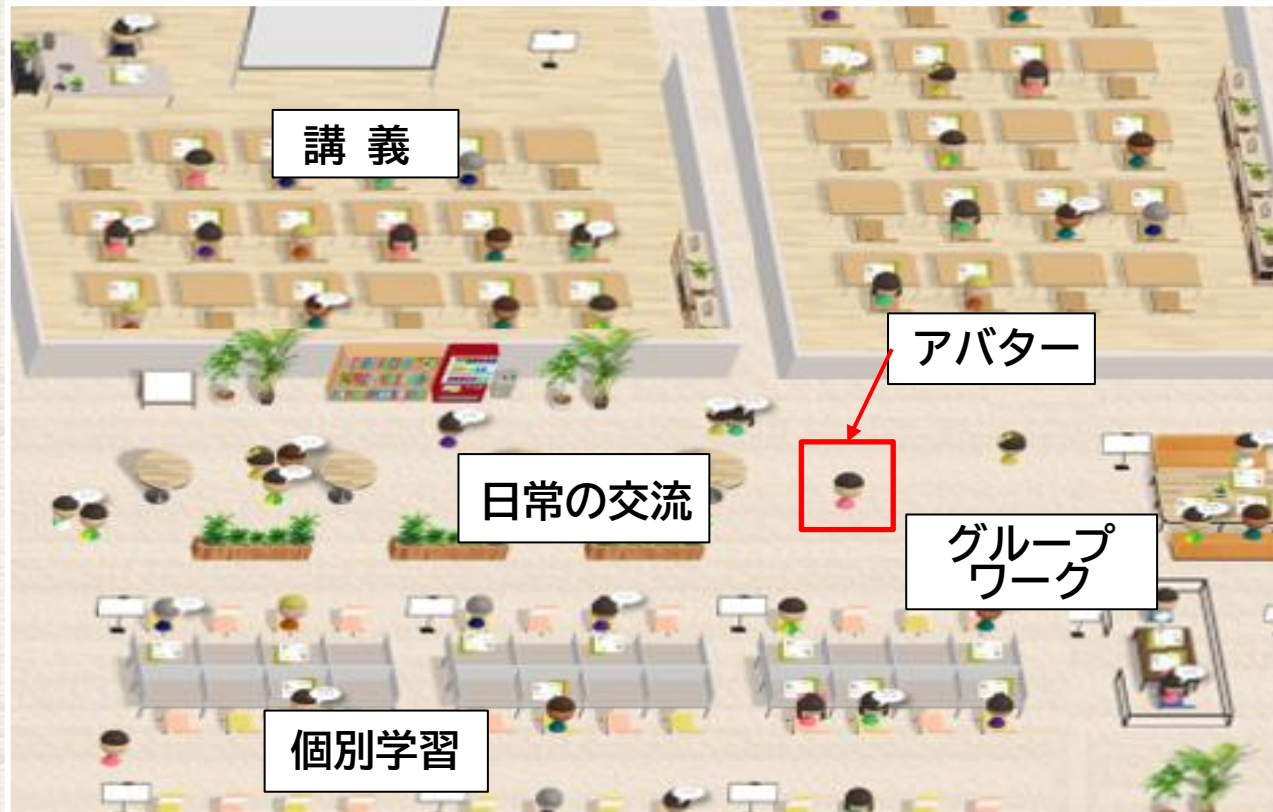 講 義
アバター
日常の交流
グループ
ワーク
個別学習